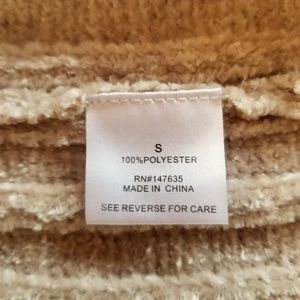 S
100%POLYESTER
RN#147635
MADE IN CHINA
SEE REVERSE FOR CARE